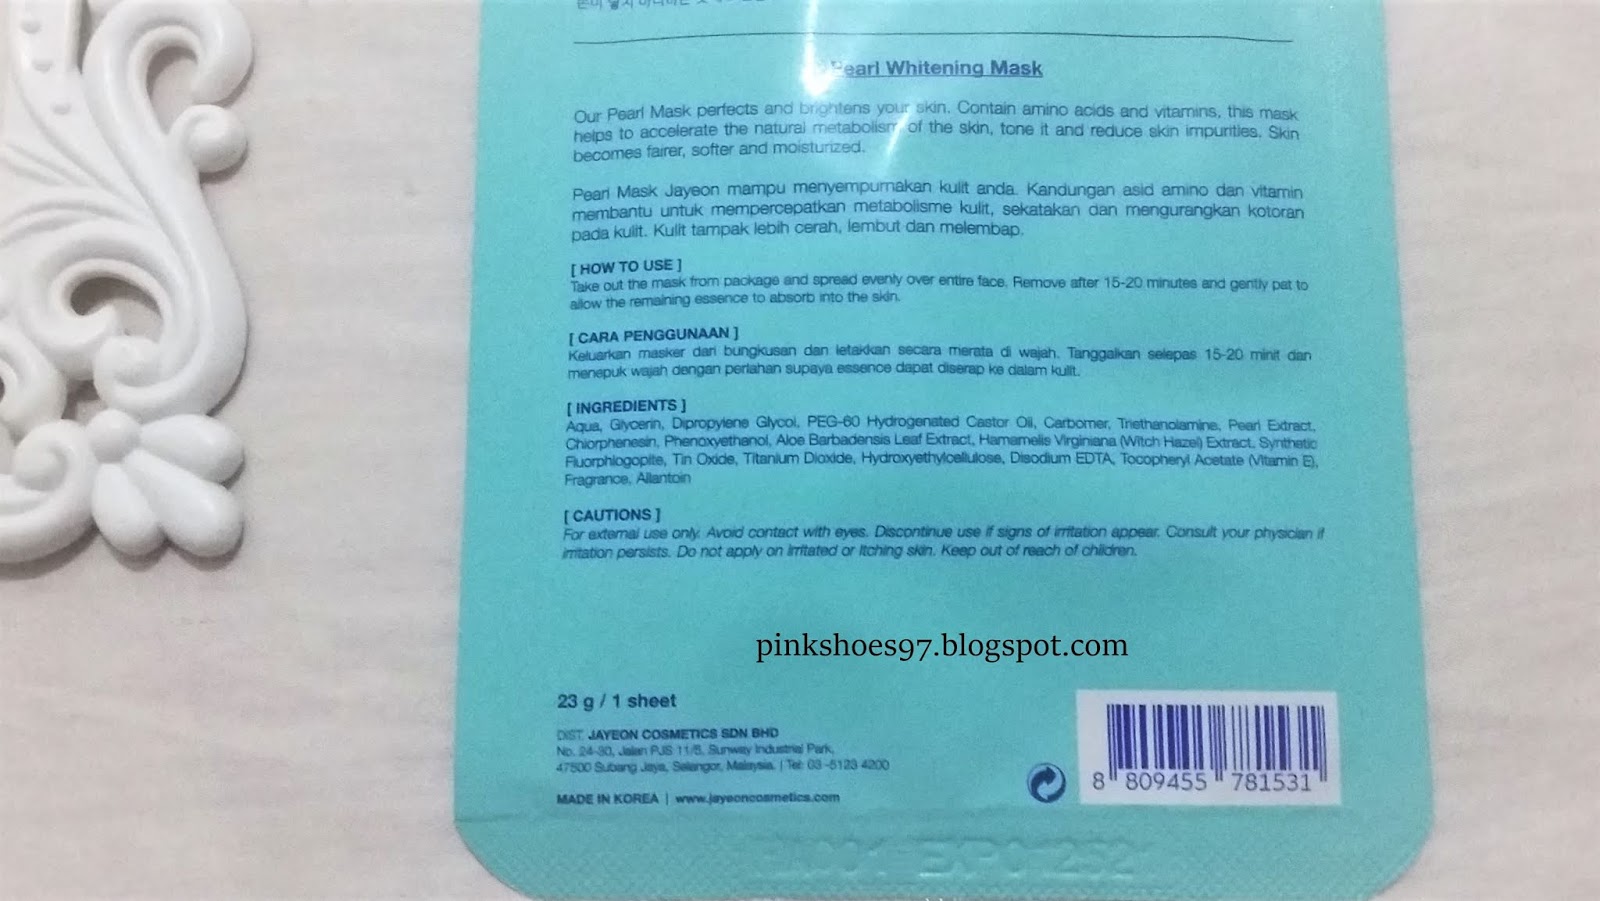 Pearl Whitening Mask
Our Pearl Mask perfects and brightens your skin. Contain amino acids and vitamins, this mask
helps to accelerate the natural metabolism of the skin, tone it and reduce skin impurities. Skin
becomes fairer, softer and moisturized.
Pearl Mask Jayeon mampu menyempurnakan kulit anda. Kandungan asid amino dan vitamin
membantu untuk mempercepatkan metabolisme kulit, sekatakan dan mengurangkan kotoran
pada kulit. Kulit tampak lebih cerah, lembut dan melembap.
[ HOW TO USE ]
Take out the mask from package and spread evenly over entire face. Remove after 15-20 minutes and gently pat to
allow the remaining essence to absorb into the skin.
[ CARA PENGGUNAAN ]
Keluarkan masker dari bungkusan dan letakkan secara merata di wajah. Tanggalkan selepas 15-20 minit dan
menepuk wajah dengan perlahan supaya essence dapat diserap ke dalam kulit.
[ INGREDIENTS ]
Aqua, Glycerin, Dipropylene Glycol, PEG-60 Hydrogenated Castor Oil, Carbomer, Triethanolamine, Pearl Extract,
Chlorphenesin, Phenoxyethanol, Aloe Barbadensis Leaf Extract, Hamamelis Virginiana (Witch Hazel) Extract, Synthetic
Fluorphlogopite, Tin Oxide, Titanium Dioxide, Hydroxyethylcellulose, Disodium EDTA, Tocopheryl Acetate (Vitamin E),
Fragrance, Allantoin
[ CAUTIONS ]
For external use only. Avoid contact with eyes. Discontinue use if signs of irritation appear. Consult your physician if
irritation persists. Do not apply on irritated or itching skin. Keep out of reach of children.
pinkshoes97.blogspot.com
23 g / 1 sheet
DIST. JAYEON COSMETICS SDN BHD
No. 24-30, Jalan PJS 11/5, Sunway Industrial Park,
47500 Subang Jaya, Selangor, Malaysia. | Tel: 03 -5123 4200
MADE IN KOREA | www.jayeoncosmetics.com
8 809455 781531